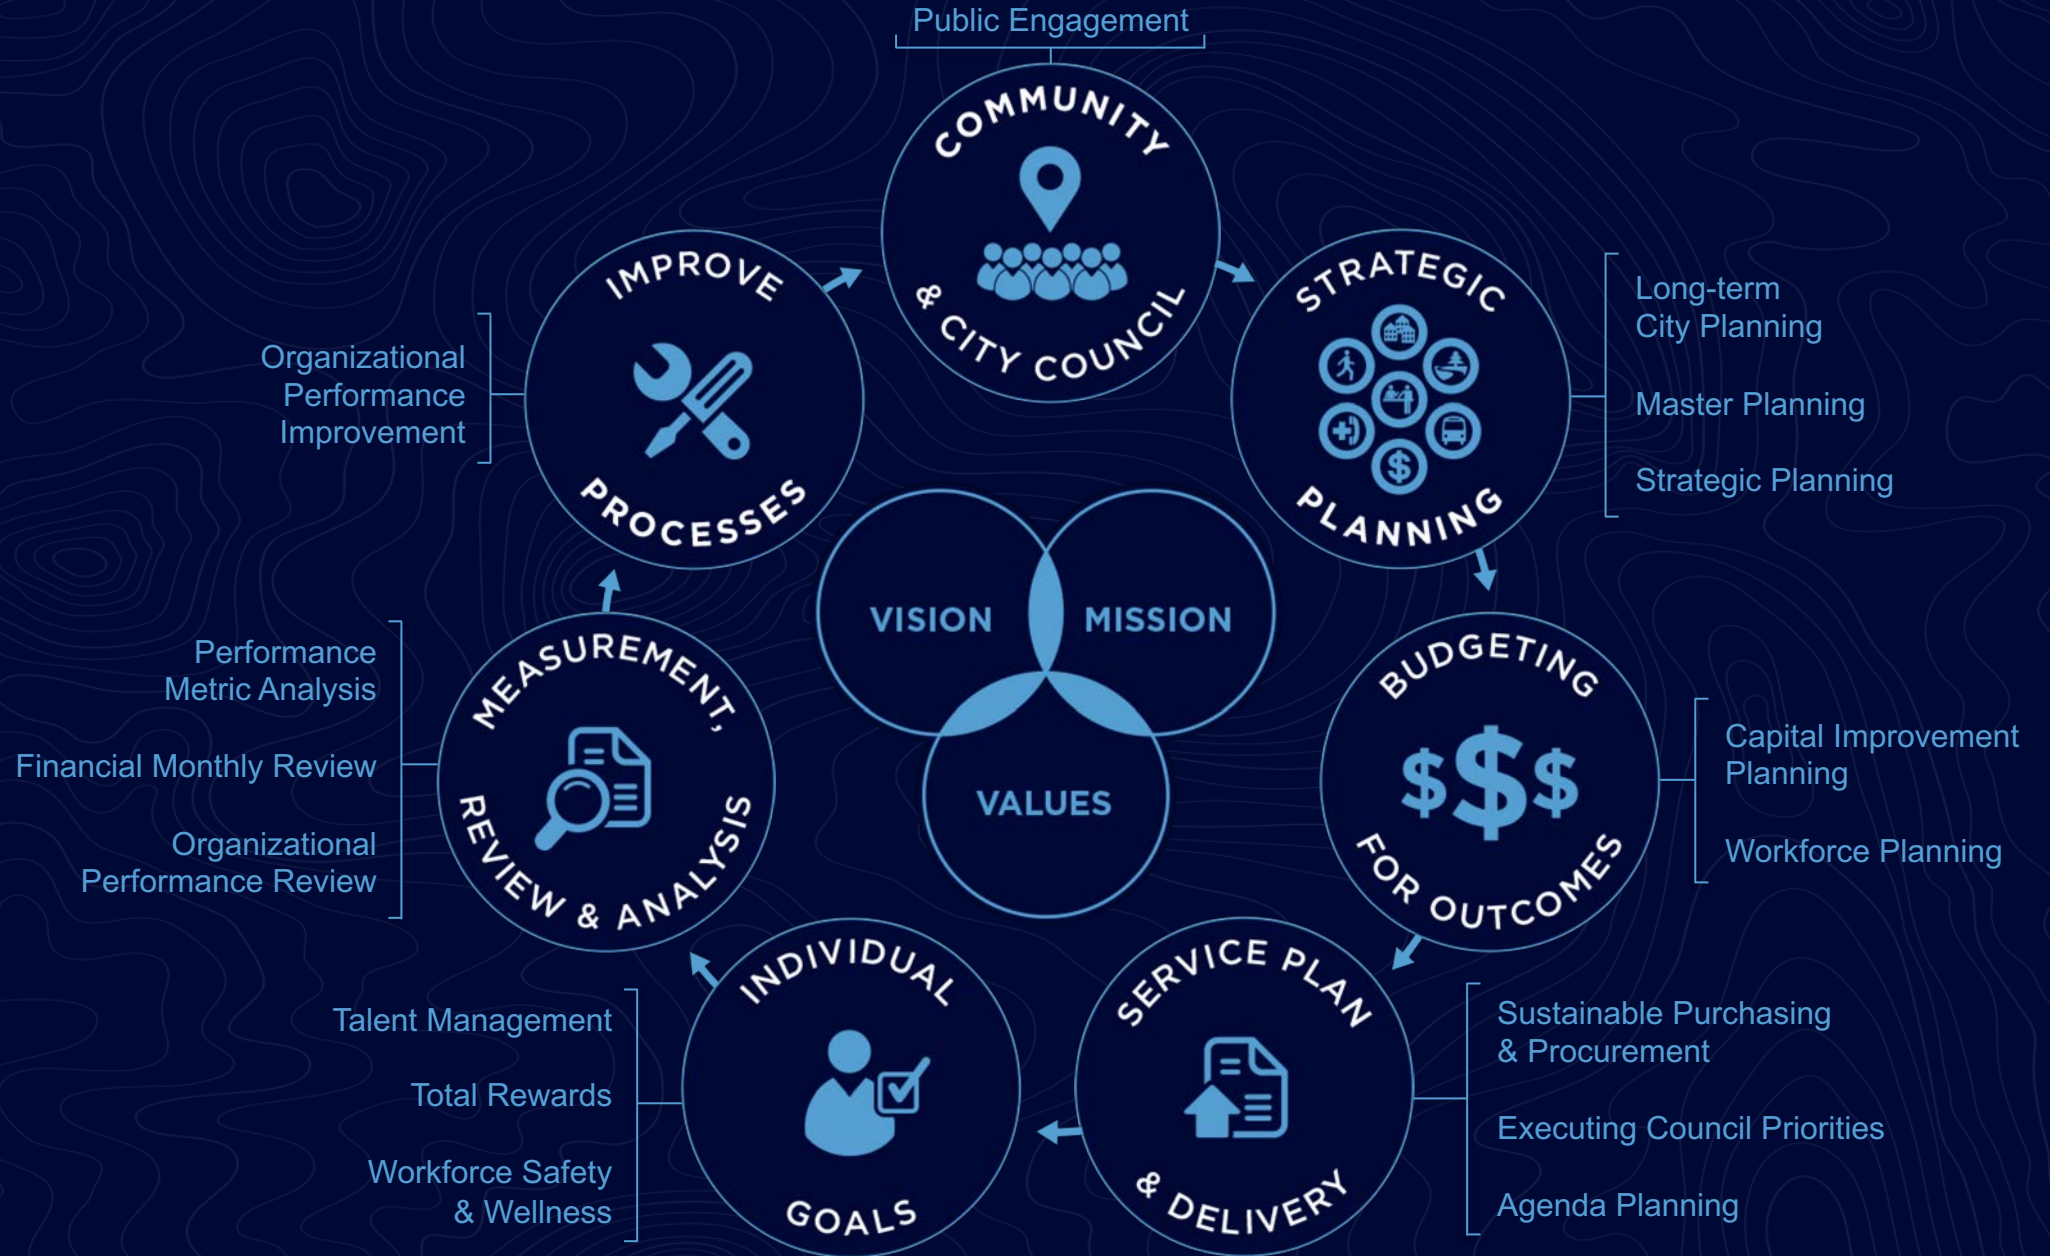 Public Engagement
COMMUNITY
& CITY COUNCIL
STRATEGIC
PLANNING
Long-term
City Planning
Master Planning
Strategic Planning
BUDGETING
$$$
FOR OUTCOMES
Capital Improvement
Planning
Workforce Planning
SERVICE PLAN
& DELIVERY
Sustainable Purchasing
& Procurement
Executing Council Priorities
Agenda Planning
INDIVIDUAL
GOALS
Talent Management
Total Rewards
Workforce Safety
& Wellness
MEASUREMENT,
REVIEW & ANALYSIS
Performance
Metric Analysis
Financial Monthly Review
Organizational
Performance Review
IMPROVE
PROCESSES
Organizational
Performance
Improvement
VISION
MISSION
VALUES